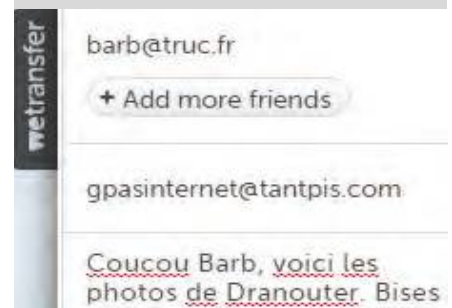 wetransfer
barb@truc.fr
+ Add more friends
gpasinternet@tantpis.com
Coucou Barb, voici les
photos de Dranouter. Bises